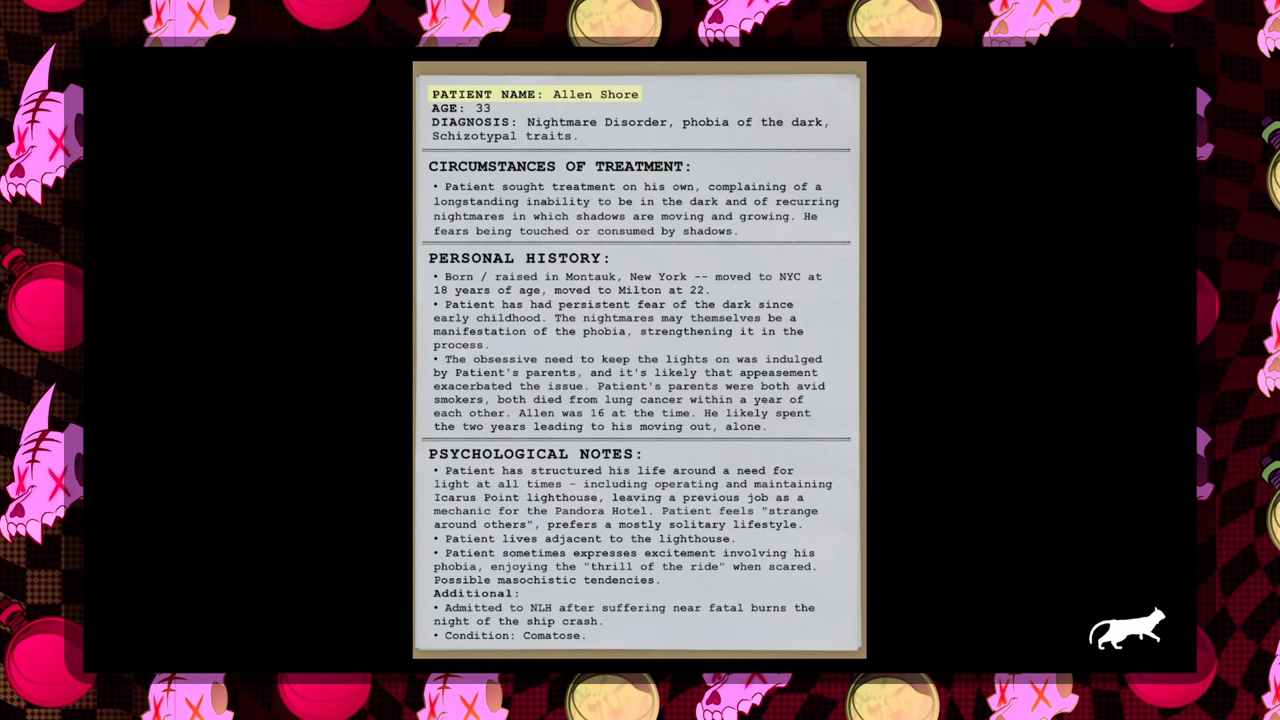 PATIENT NAME: Allen Shore
AGE: 33
DIAGNOSIS: Nightmare Disorder, phobia of the dark,
Schizotypal traits.
CIRCUMSTANCES OF TREATMENT:
• Patient sought treatment on his own, complaining of a
longstanding inability to be in the dark and of recurring
nightmares in which shadows are moving and growing. He
fears being touched or consumed by shadows.
PERSONAL HISTORY:
• Born / raised in Montauk, New York -- moved to NYC at
18 years of age, moved to Milton at 22.
• Patient has had persistent fear of the dark since
early childhood. The nightmares may themselves be a
manifestation of the phobia, strengthening it in the
process.
• The obsessive need to keep the lights on was indulged
by Patient's parents, and it's likely that appeasement
exacerbated the issue. Patient's parents were both avid
smokers, both died from lung cancer within a year of
each other. Allen was 16 at the time. He likely spent
the two years leading to his moving out, alone.
PSYCHOLOGICAL NOTES:
• Patient has structured his life around a need for
light at all times - including operating and maintaining
Icarus Point lighthouse, leaving a previous job as a
mechanic for the Pandora Hotel. Patient feels "strange
around others", prefers a mostly solitary lifestyle.
• Patient lives adjacent to the lighthouse.
• Patient sometimes expresses excitement involving his
phobia, enjoying the "thrill of the ride" when scared.
Possible masochistic tendencies.
Additional:
• Admitted to NLH after suffering near fatal burns the
night of the ship crash.
• Condition: Comatose.